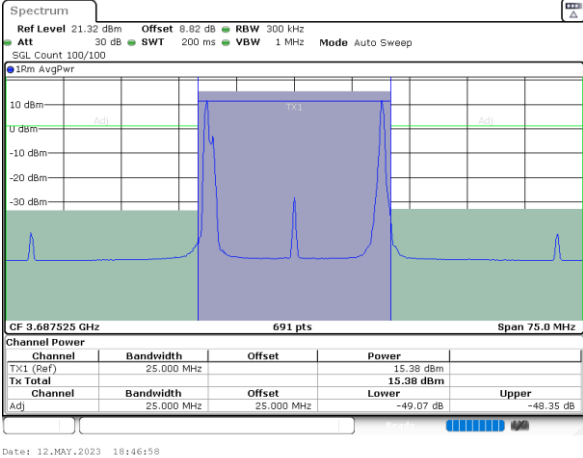 Spectrum
Ref Level 21.32 dBm Offset 8.82 dB RBW 300 kHz
Att 30 dB SWT 200 ms VBW 1 MHz Mode Auto Sweep
SGL Count 100/100
1Rm AvgPwr
10 dBm
TX1
Adj
Adj
0 dBm
-10 dBm
-20 dBm
-30 dBm
CF 3.687525 GHz 691 pts Span 75.0 MHz
Channel Power
Channel Bandwidth Offset Power
TX1 (Ref) 25.000 MHz 15.38 dBm
Tx Total 15.38 dBm
Channel Bandwidth Offset Lower Upper
Adj 25.000 MHz 25.000 MHz -49.07 dB -48.35 dB
Date: 12.MAY.2023 18:46:58